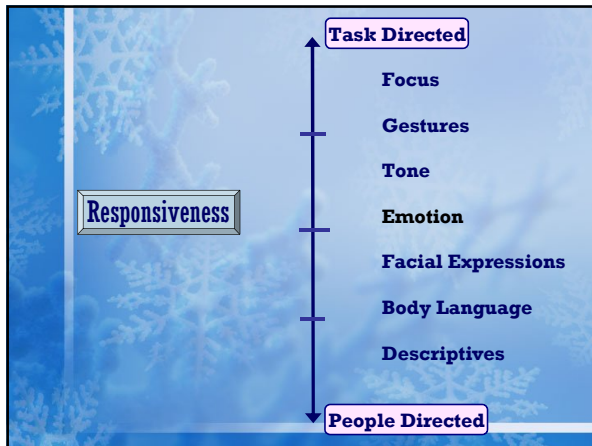 Task Directed
Focus
Gestures
Tone
Responsiveness
Emotion
Facial Expressions
Body Language
Descriptives
People Directed